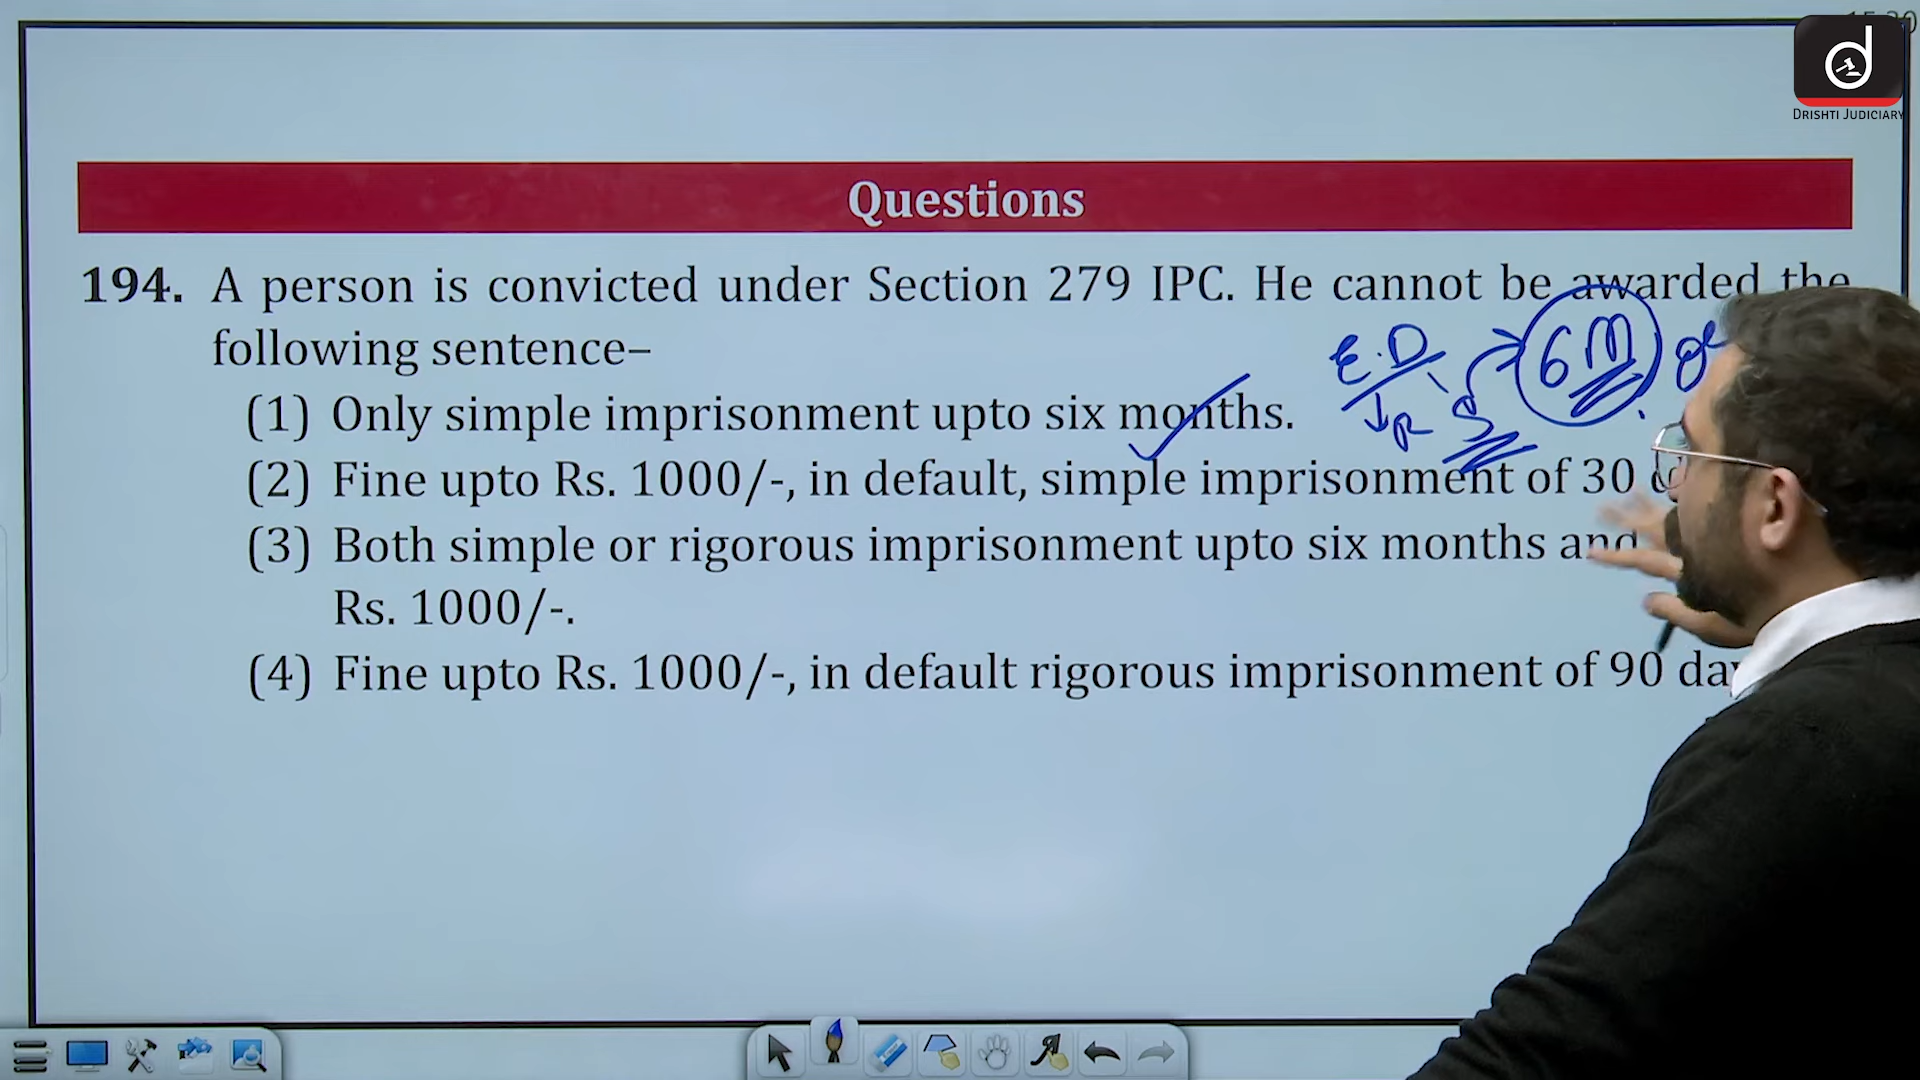 DRISHTI JUDICIARY
Questions
194. A person is convicted under Section 279 IPC. He cannot be awarded the
following sentence–
E.D
6 m
R
S
(1) Only simple imprisonment upto six months.
(2) Fine upto Rs. 1000/-, in default, simple imprisonment of 30
(3) Both simple or rigorous imprisonment upto six months and
Rs. 1000/-.
(4) Fine upto Rs. 1000/-, in default rigorous imprisonment of 90